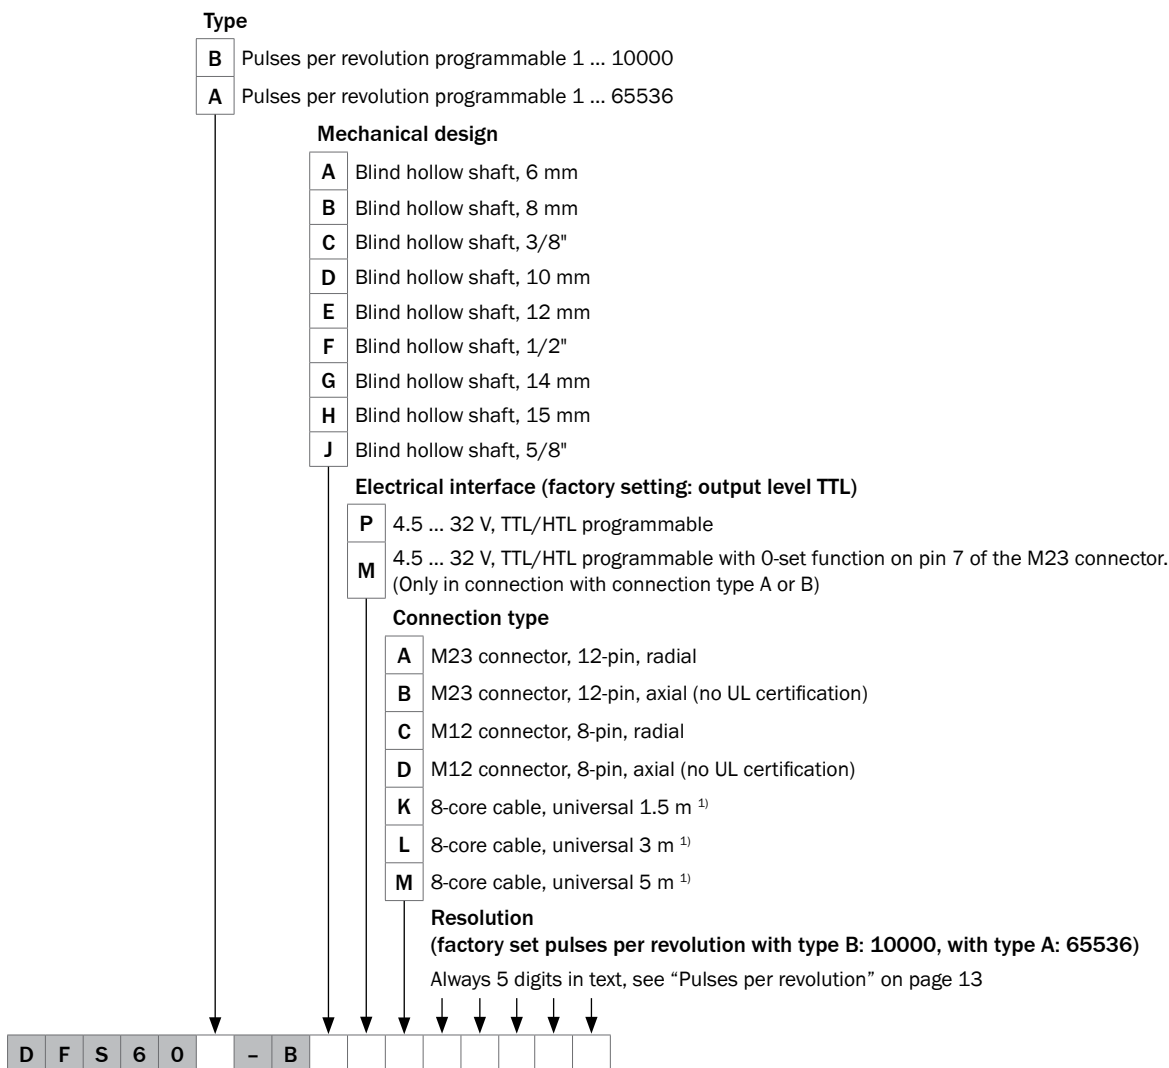 Type
B Pulses per revolution programmable 1 ... 10000
A Pulses per revolution programmable 1 ... 65536
Mechanical design
A Blind hollow shaft, 6 mm
B Blind hollow shaft, 8 mm
C Blind hollow shaft, 3/8"
D Blind hollow shaft, 10 mm
E Blind hollow shaft, 12 mm
F Blind hollow shaft, 1/2"
G Blind hollow shaft, 14 mm
H Blind hollow shaft, 15 mm
J Blind hollow shaft, 5/8"
Electrical interface (factory setting: output level TTL)
P 4.5 ... 32 V, TTL/HTL programmable
M 4.5 ... 32 V, TTL/HTL programmable with 0-set function on pin 7 of the M23 connector.
(Only in connection with connection type A or B)
Connection type
A M23 connector, 12-pin, radial
B M23 connector, 12-pin, axial (no UL certification)
C M12 connector, 8-pin, radial
D M12 connector, 8-pin, axial (no UL certification)
K 8-core cable, universal 1.5 m 1)
L 8-core cable, universal 3 m 1)
M 8-core cable, universal 5 m 1)
Resolution
(factory set pulses per revolution with type B: 10000, with type A: 65536)
Always 5 digits in text, see “Pulses per revolution” on page 13
D F S 6 0 – B